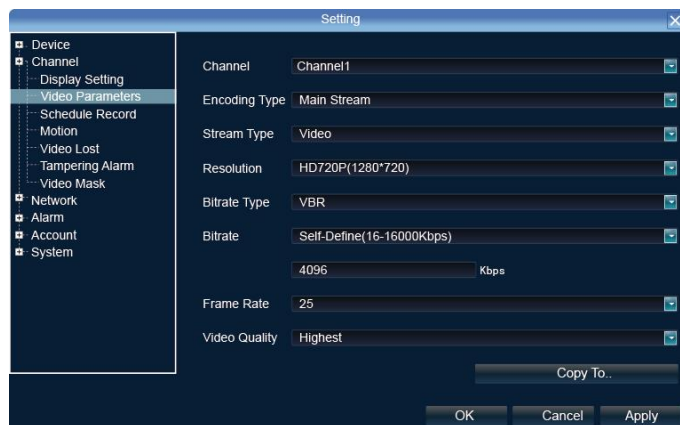 Setting
Device
Channel
Display Setting
Video Parameters
Schedule Record
Motion
Video Lost
Tampering Alarm
Video Mask
Network
Alarm
Account
System
Channel Channel1
Encoding Type Main Stream
Stream Type Video
Resolution HD720P(1280*720)
Bitrate Type VBR
Bitrate Self-Define(16-16000Kbps)
4096 Kbps
Frame Rate 25
Video Quality Highest
Copy To..
OK Cancel Apply